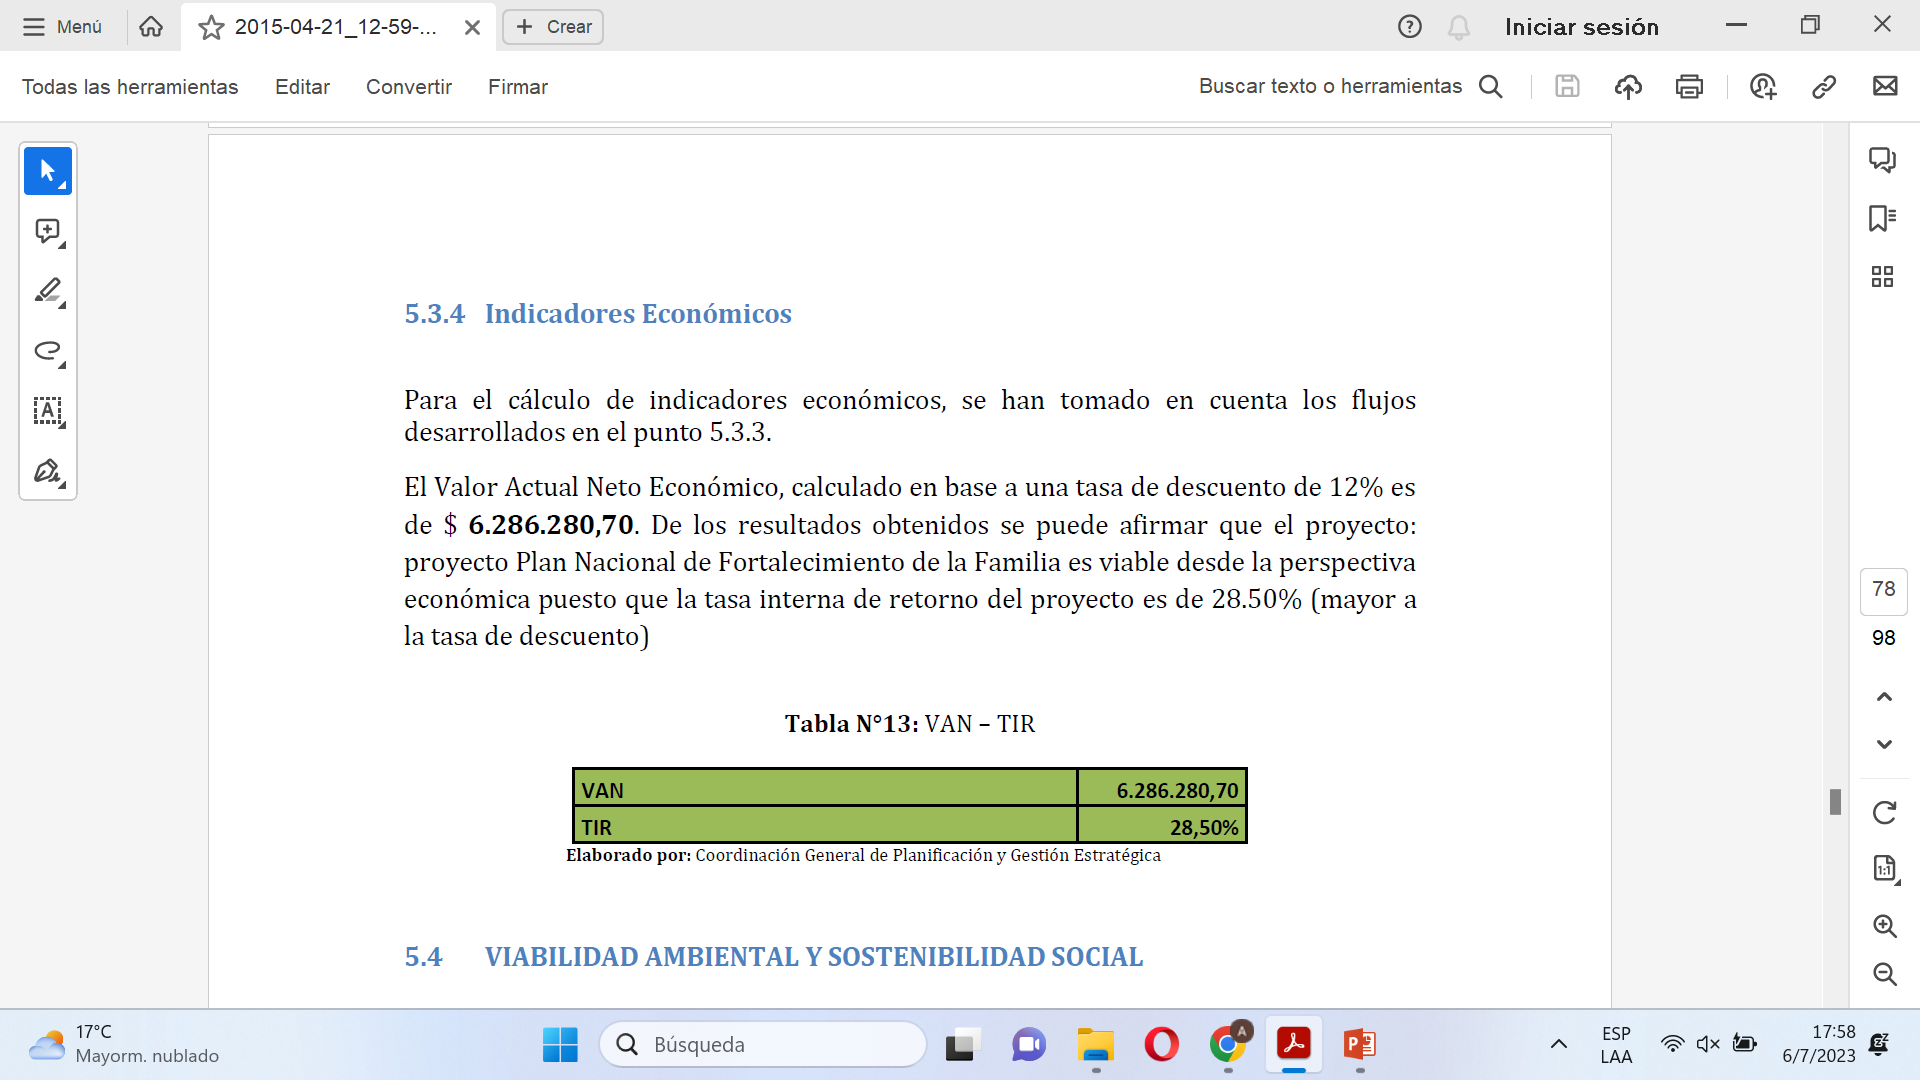 Menú
2015-04-21_12-59-...
Crear
Iniciar sesión
Todas las herramientas
Editar
Convertir
Firmar
Buscar texto o herramientas
5.3.4 Indicadores Económicos
Para el cálculo de indicadores económicos, se han tomado en cuenta los flujos
desarrollados en el punto 5.3.3.
El Valor Actual Neto Económico, calculado en base a una tasa de descuento de 12% es
de $ 6.286.280,70. De los resultados obtenidos se puede afirmar que el proyecto:
proyecto Plan Nacional de Fortalecimiento de la Familia es viable desde la perspectiva
económica puesto que la tasa interna de retorno del proyecto es de 28.50% (mayor a
la tasa de descuento)
Tabla N°13: VAN – TIR
VAN 6.286.280,70
TIR 28,50%
Elaborado por: Coordinación General de Planificación y Gestión Estratégica
5.4 VIABILIDAD AMBIENTAL Y SOSTENIBILIDAD SOCIAL
78
98
1:1
17°C
Mayorm. nublado
Búsqueda
A
ESP
LAA
17:58
6/7/2023